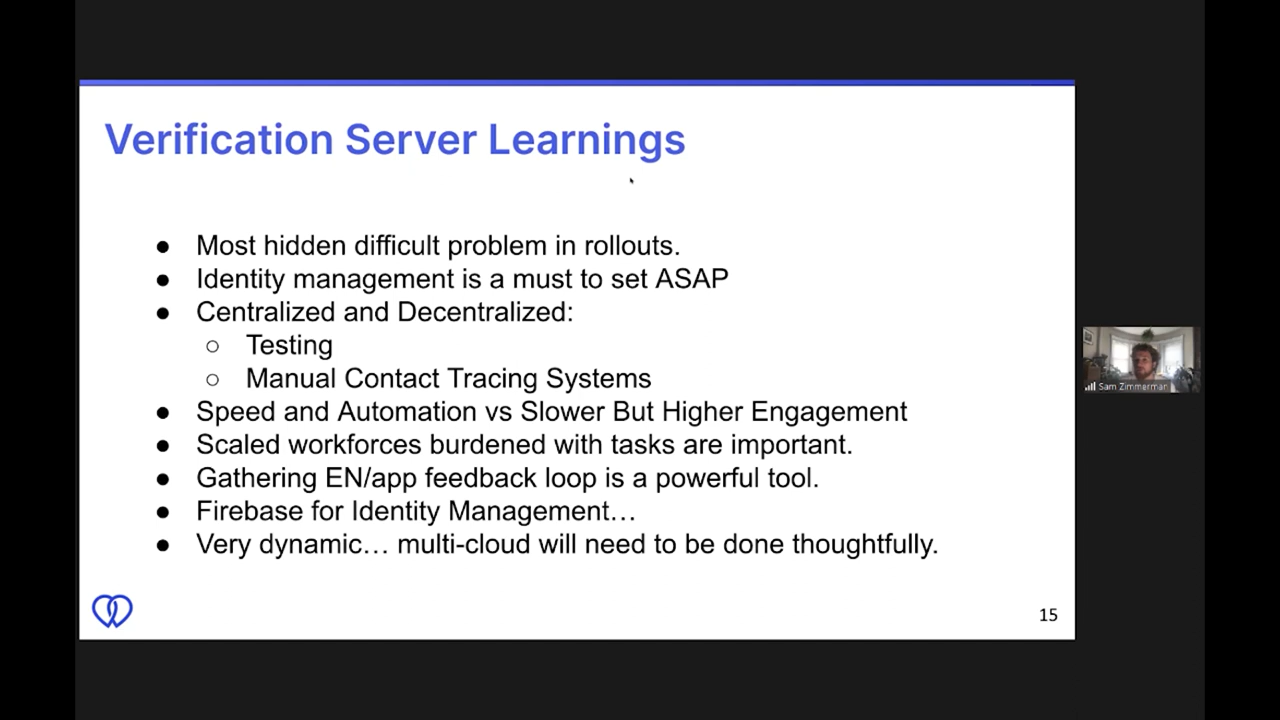 Verification Server Learnings
● Most hidden difficult problem in rollouts.
● Identity management is a must to set ASAP
● Centralized and Decentralized:
○ Testing
○ Manual Contact Tracing Systems
● Speed and Automation vs Slower But Higher Engagement
● Scaled workforces burdened with tasks are important.
● Gathering EN/app feedback loop is a powerful tool.
● Firebase for Identity Management…
● Very dynamic… multi-cloud will need to be done thoughtfully.
15
Sam Zimmerman